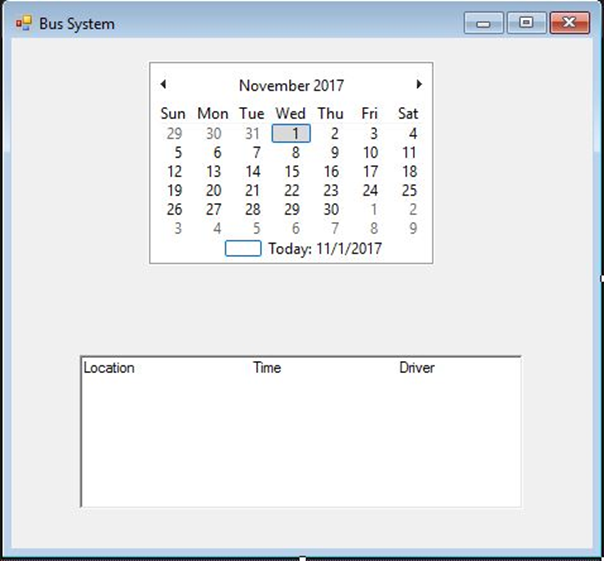 Bus System
November 2017
Sun Mon Tue Wed Thu Fri Sat
29 30 31 1 2 3 4
5 6 7 8 9 10 11
12 13 14 15 16 17 18
19 20 21 22 23 24 25
26 27 28 29 30 1 2
3 4 5 6 7 8 9
Today: 11/1/2017
Location Time Driver